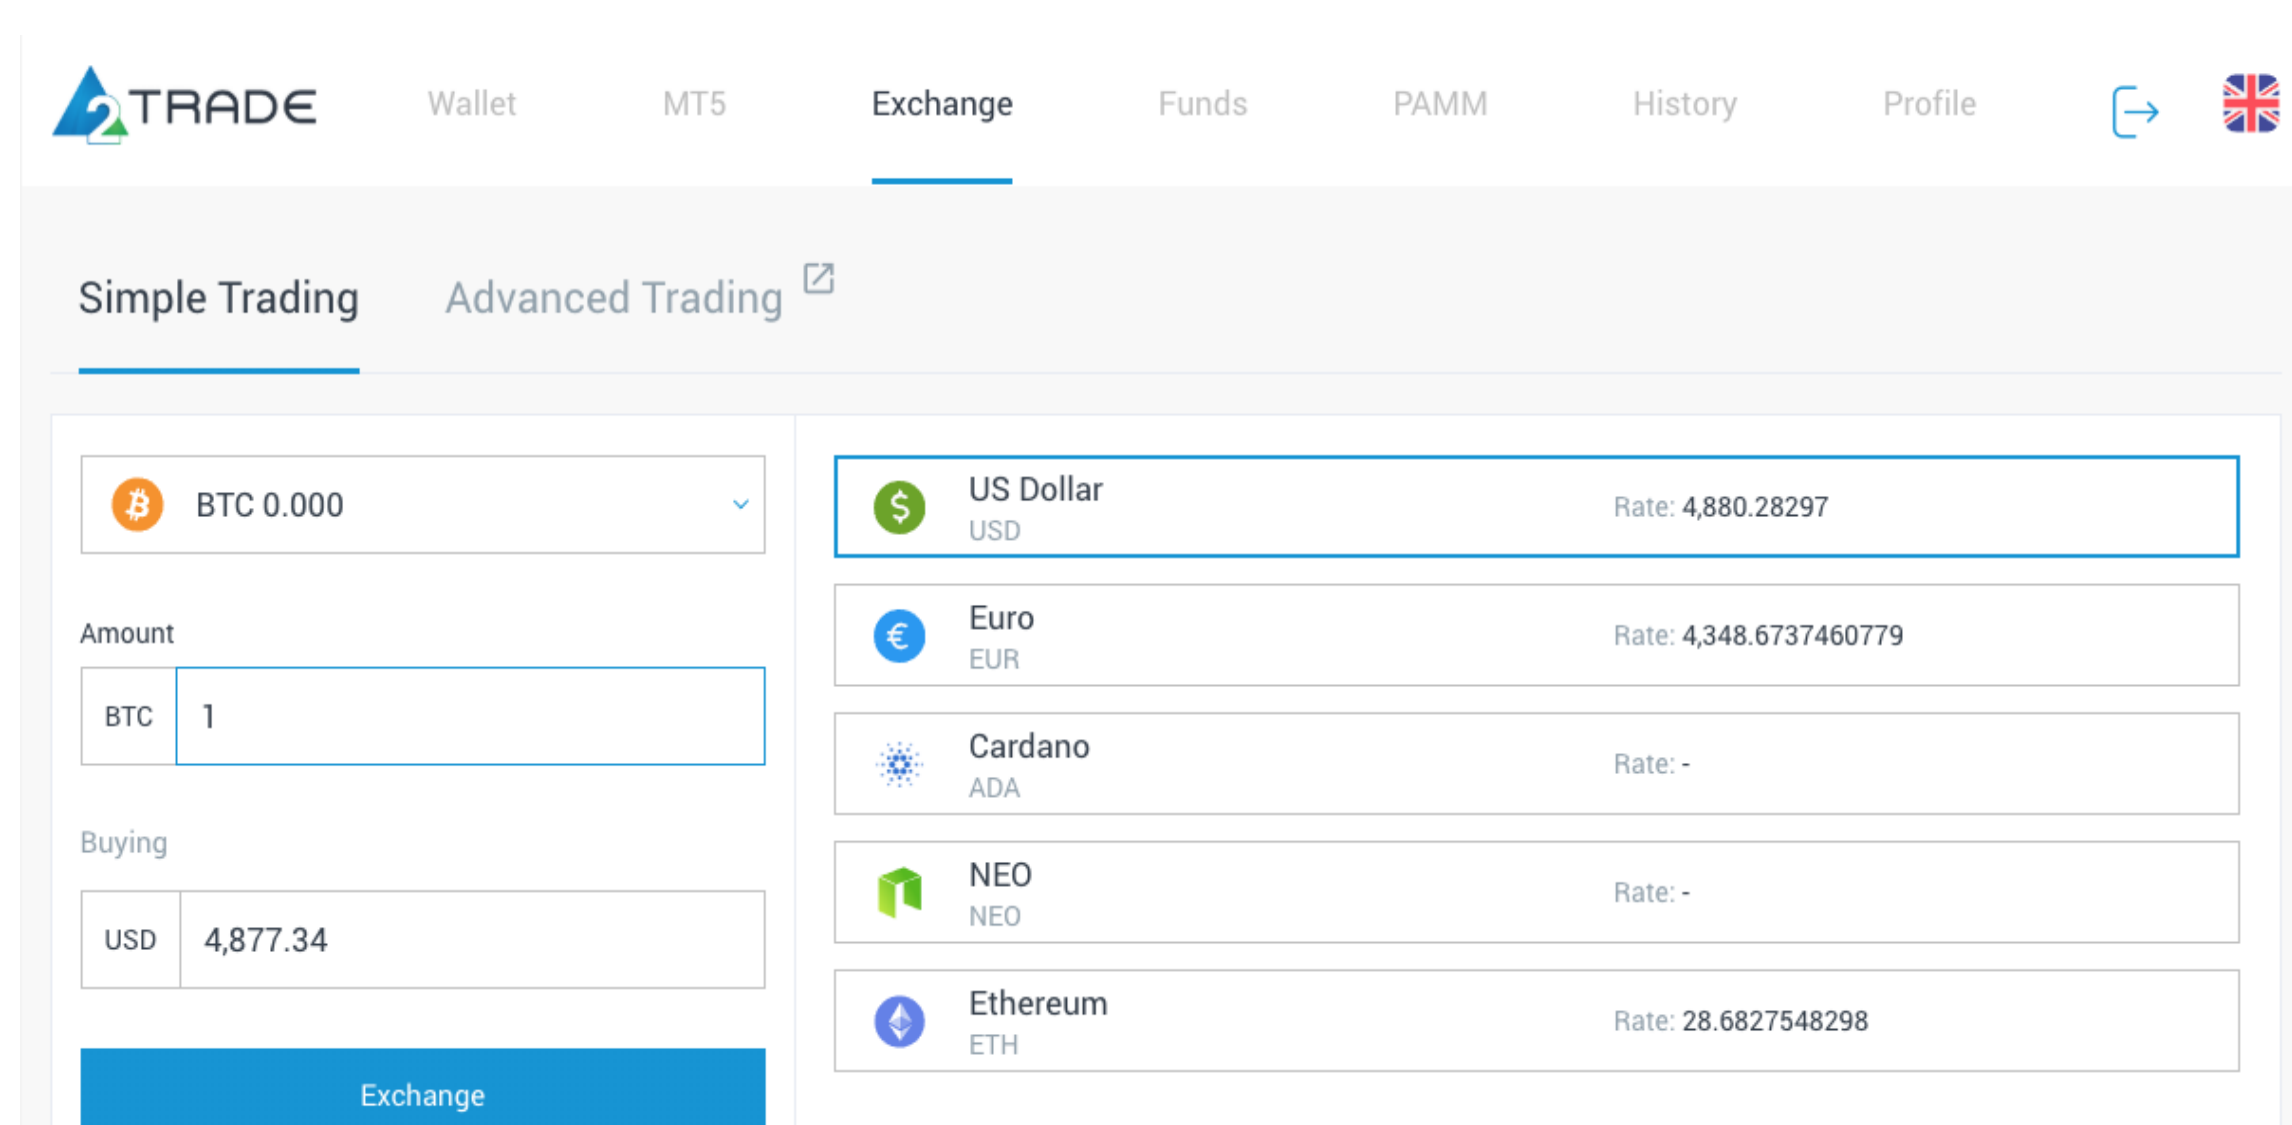 A2TRADE Wallet MT5 Exchange Funds PAMM History Profile
Simple Trading Advanced Trading
BTC 0.000
Amount
BTC 1
Buying
USD 4,877.34
Exchange
US Dollar
USD
Rate: 4,880.28297
Euro
EUR
Rate: 4,348.6737460779
Cardano
ADA
Rate: -
NEO
NEO
Rate: -
Ethereum
ETH
Rate: 28.6827548298